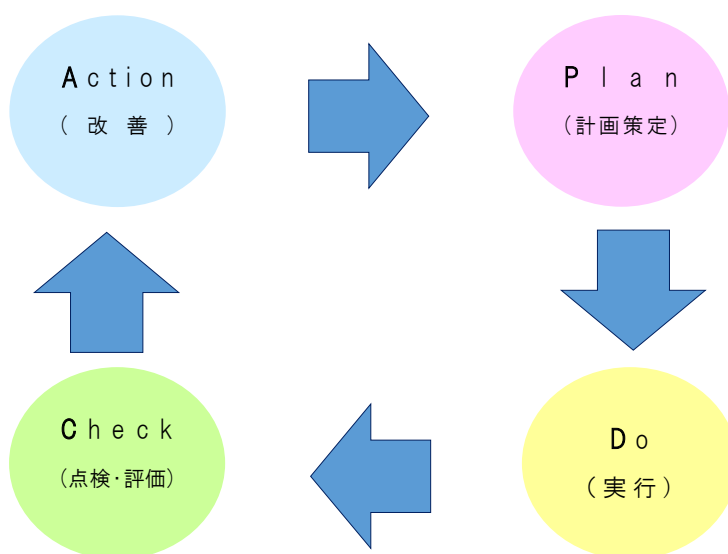 Action
(改善)
Plan
(計画策定)
Check
(点検・評価)
Do
(実行)